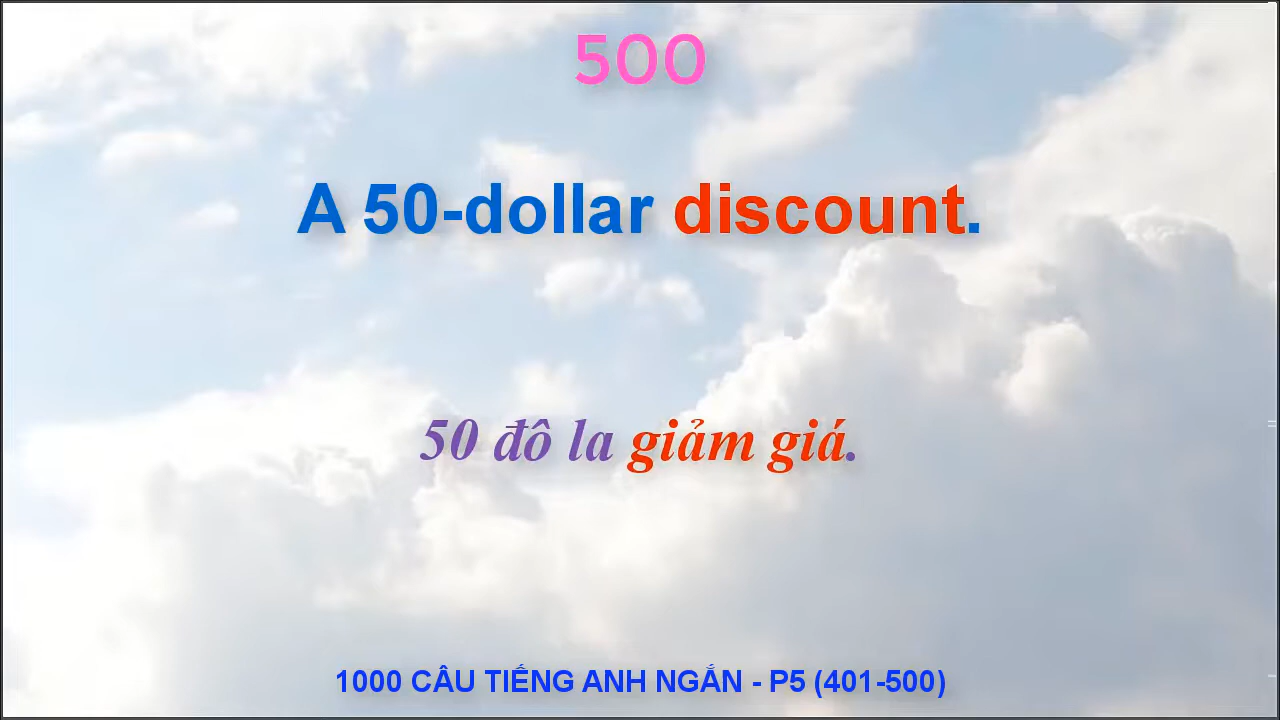 500
A 50-dollar discount.
50 đô la giảm giá.
1000 CÂU TIẾNG ANH NGẮN - P5 (401-500)